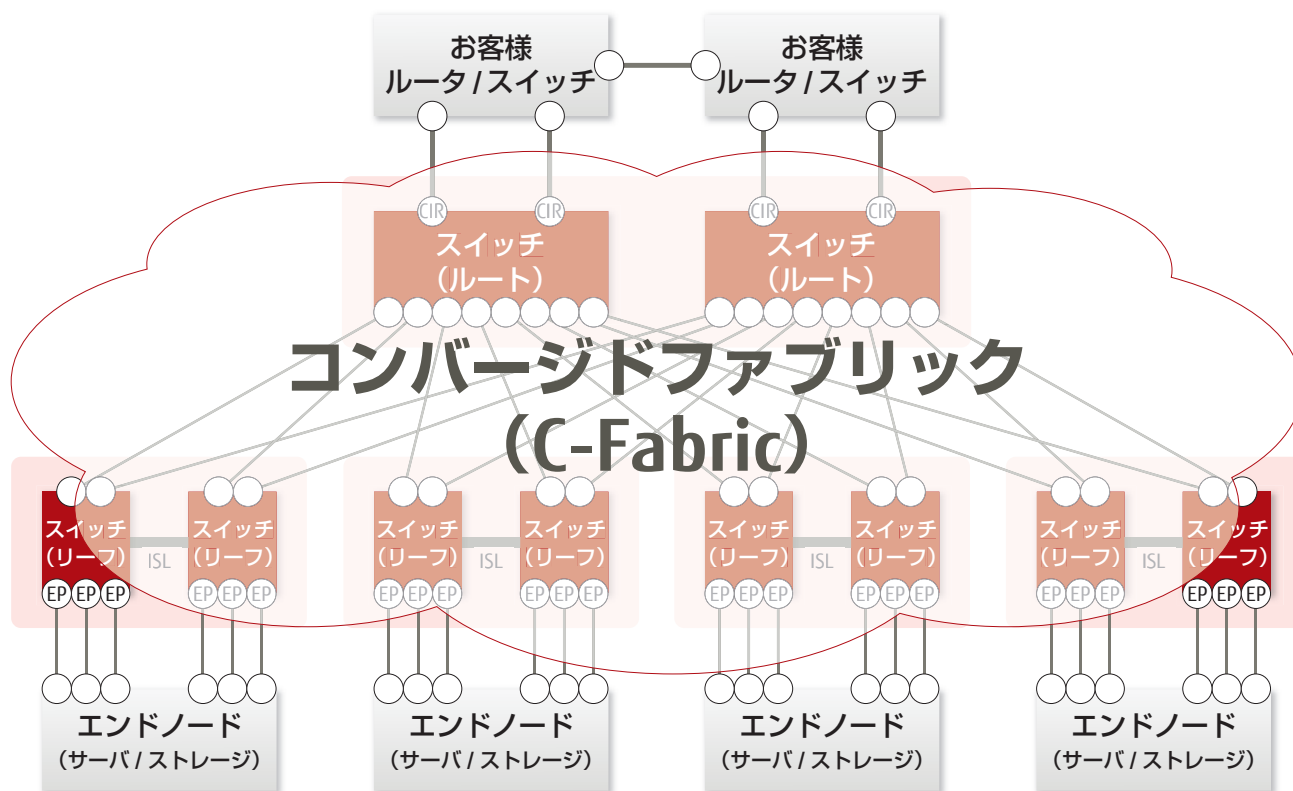 お客様
ルータ / スイッチ
お客様
ルータ / スイッチ
CIR
CIR
CIR
CIR
スイッチ
(ルート)
スイッチ
(ルート)
コンバージドファブリック
(C-Fabric)
スイッチ
(リーフ)
ISL
スイッチ
(リーフ)
スイッチ
(リーフ)
ISL
スイッチ
(リーフ)
スイッチ
(リーフ)
ISL
スイッチ
(リーフ)
スイッチ
(リーフ)
ISL
スイッチ
(リーフ)
EP EP EP
EP EP EP
EP EP EP
EP EP EP
EP EP EP
EP EP EP
EP EP EP
EP EP EP
エンドノード
(サーバ / ストレージ)
エンドノード
(サーバ / ストレージ)
エンドノード
(サーバ / ストレージ)
エンドノード
(サーバ / ストレージ)